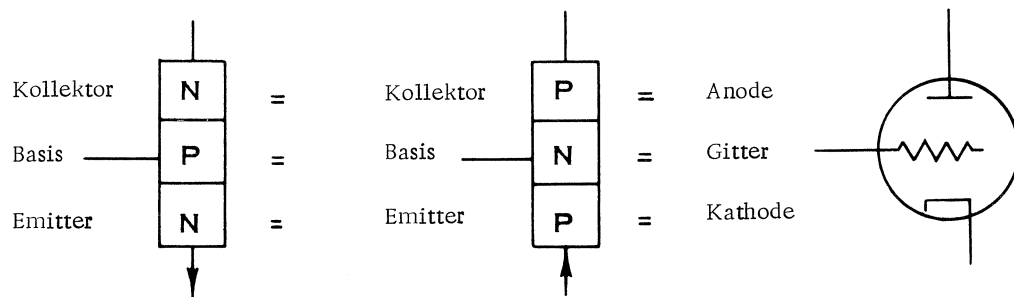 Kollektor N = Kollektor P = Anode
Basis P = Basis N = Gitter
Emitter N = Emitter P = Kathode